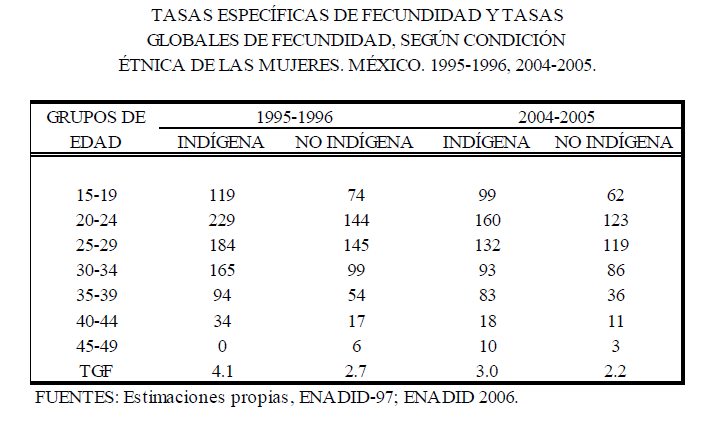 TASAS ESPECÍFICAS DE FECUNDIDAD Y TASAS
GLOBALES DE FECUNDIDAD, SEGÚN CONDICIÓN
ÉTNICA DE LAS MUJERES. MÉXICO. 1995-1996, 2004-2005.
GRUPOS DE EDAD 1995-1996 2004-2005
INDÍGENA NO INDÍGENA INDÍGENA NO INDÍGENA
15-19 119 74 99 62
20-24 229 144 160 123
25-29 184 145 132 119
30-34 165 99 93 86
35-39 94 54 83 36
40-44 34 17 18 11
45-49 0 6 10 3
TGF 4.1 2.7 3.0 2.2
FUENTES: Estimaciones propias, ENADID-97; ENADID 2006.